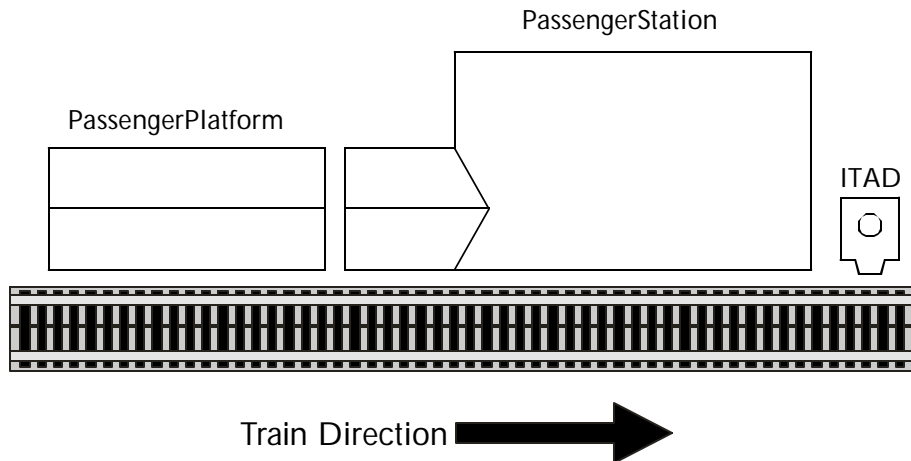 PassengerStation
PassengerPlatform
ITAD
Train Direction